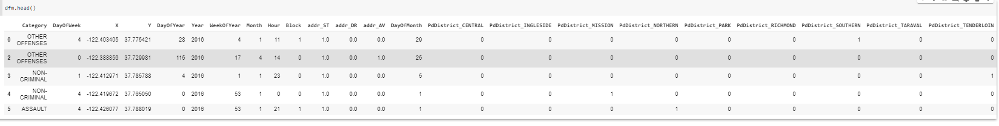 dfm.head()
Category DayOfWeek X Y DayOfYear Year WeekOfYear Month Hour Block addr_ST addr_DR addr_AV DayOfMonth PdDistrict_CENTRAL PdDistrict_INGLESIDE PdDistrict_MISSION PdDistrict_NORTHERN PdDistrict_PARK PdDistrict_RICHMOND PdDistrict_SOUTHERN PdDistrict_TARAVAL PdDistrict_TENDERLOIN
0 OTHER OFFENSES 4 -122.403405 37.775421 28 2016 4 1 11 1 1.0 0.0 0.0 29 0 0 0 0 0 0 1 0 0
2 OTHER OFFENSES 0 -122.388856 37.729981 115 2016 17 4 14 0 1.0 0.0 1.0 25 0 0 0 0 0 0 0 0 0
3 NON-CRIMINAL 1 -122.412971 37.785788 4 2016 1 1 23 0 1.0 0.0 0.0 5 0 0 0 0 0 0 0 0 1
4 NON-CRIMINAL 4 -122.419672 37.765050 0 2016 53 1 0 0 1.0 0.0 0.0 1 0 0 1 0 0 0 0 0 0
5 ASSAULT 4 -122.426077 37.788019 0 2016 53 1 21 1 1.0 0.0 0.0 1 0 0 0 1 0 0 0 0 0